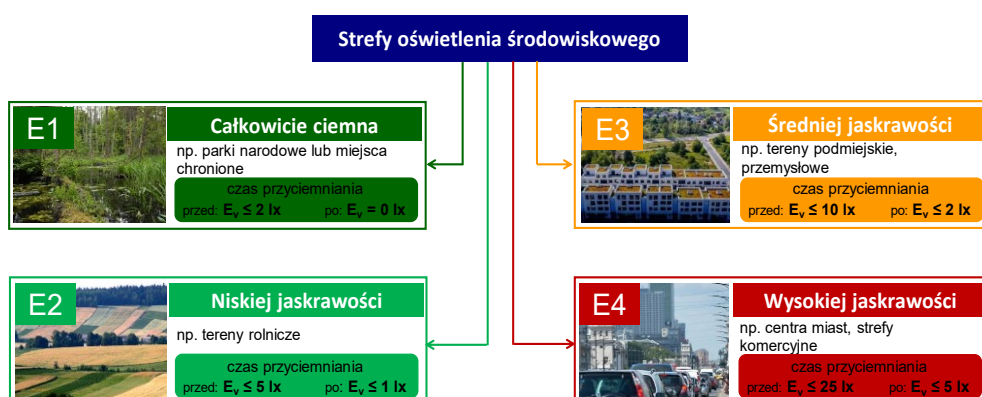 Strefy oświetlenia środowiskowego
E1
Całkowicie ciemna
np. parki narodowe lub miejsca
chronione
czas przyciemniania
przed: Eᵥ ≤ 2 lx po: Eᵥ = 0 lx
E3
Średniej jaskrawości
np. tereny podmiejskie,
przemysłowe
czas przyciemniania
przed: Eᵥ ≤ 10 lx po: Eᵥ ≤ 2 lx
E2
Niskiej jaskrawości
np. tereny rolnicze
czas przyciemniania
przed: Eᵥ ≤ 5 lx po: Eᵥ ≤ 1 lx
E4
Wysokiej jaskrawości
np. centra miast, strefy
komercyjne
czas przyciemniania
przed: Eᵥ ≤ 25 lx po: Eᵥ ≤ 5 lx